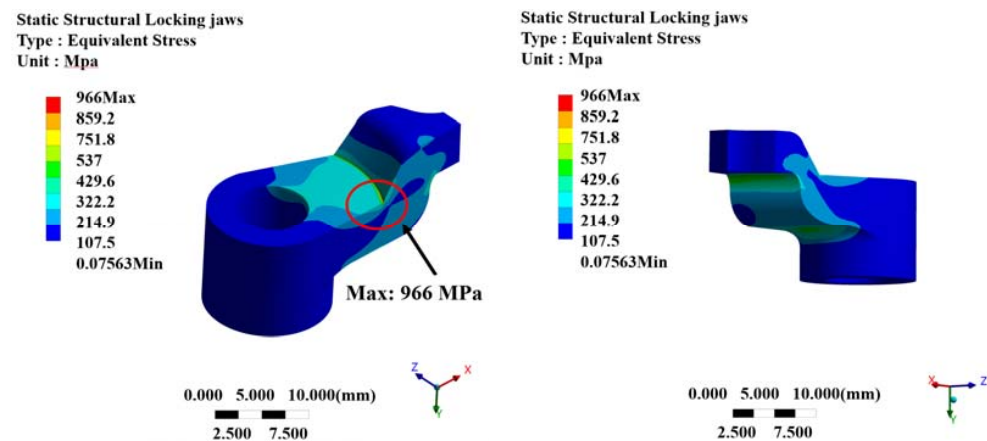 Static Structural Locking jaws
Type : Equivalent Stress
Unit : Mpa
966Max
859.2
751.8
537
429.6
322.2
214.9
107.5
0.07563Min
Max: 966 MPa
Z
X
Y
0.000 5.000 10.000(mm)
2.500 7.500
Static Structural Locking jaws
Type : Equivalent Stress
Unit : MPa
966Max
859.2
751.8
537
429.6
322.2
214.9
107.5
0.07563Min
0.000 5.000 10.000(mm)
2.500 7.500
X
Z
Y